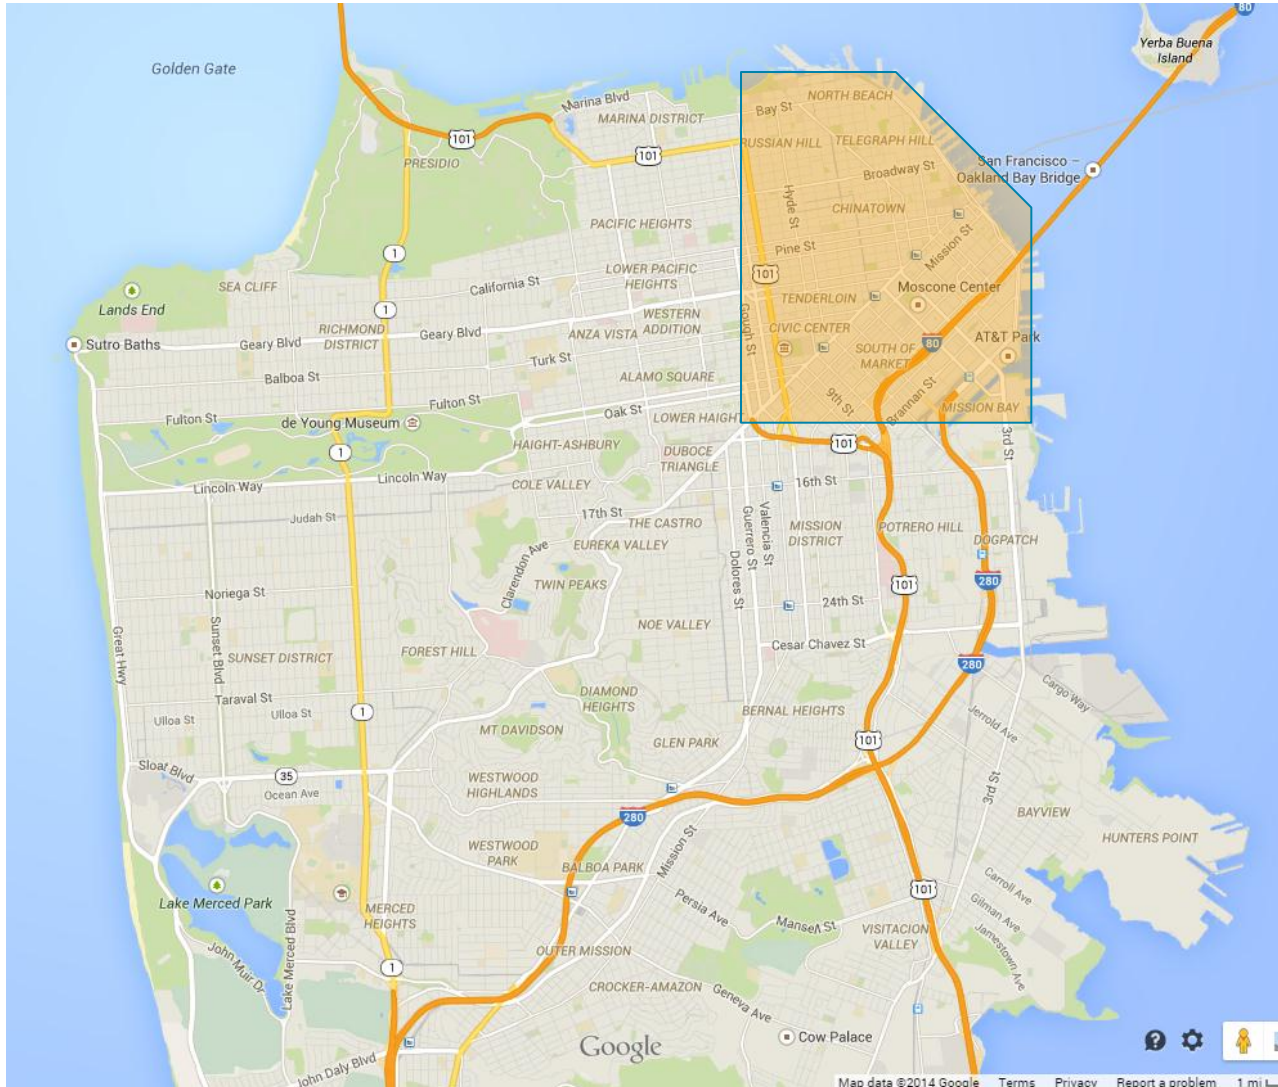 80
Yerba Buena
Island
Golden Gate
Marina Blvd
MARINA DISTRICT
101
PRESIDIO
101
Bay St
NORTH BEACH
RUSSIAN HILL
TELEGRAPH HILL
San Francisco –
Oakland Bay Bridge
Broadway St
Hyde St
CHINATOWN
PACIFIC HEIGHTS
1
Pine St
Mission St
LOWER PACIFIC
HEIGHTS
101
SEA CLIFF
California St
Moscone Center
Lands End
1
TENDERLOIN
WESTERN
ADDITION
RICHMOND
DISTRICT
Geary Blvd
ANZA VISTA
Gough St
CIVIC CENTER
AT&T Park
Sutro Baths
Geary Blvd
80
SOUTH OF
MARKET
Turk St
Balboa St
ALAMO SQUARE
9th St
Brannan St
Fulton St
Fulton St
Oak St
LOWER HAIGHT
MISSION BAY
de Young Museum
101
3rd St
HAIGHT-ASHBURY
DUBOCE
TRIANGLE
1
Lincoln Way
Lincoln Way
COLE VALLEY
16th St
Judah St
17th St
THE CASTRO
Guerrero St
Valencia St
MISSION
DISTRICT
POTRERO HILL
DOGPATCH
EUREKA VALLEY
Clarendon Ave
TWIN PEAKS
Dolores St
101
280
Noriega St
24th St
Great Hwy
Sunset Blvd
NOE VALLEY
Cesar Chavez St
SUNSET DISTRICT
FOREST HILL
280
Taraval St
DIAMOND
HEIGHTS
Cargo Way
Ulloa St
Ulloa St
1
BERNAL HEIGHTS
Jerrold Ave
MT DAVIDSON
GLEN PARK
101
Sloat Blvd
35
WESTWOOD
HIGHLANDS
Ocean Ave
3rd St
280
BAYVIEW
HUNTERS POINT
WESTWOOD
PARK
Mission St
BALBOA PARK
Carroll Ave
101
Lake Merced Park
MERCED
HEIGHTS
Persia Ave
Mansell St
Gilman Ave
VISITACION
VALLEY
Jamestown Ave
John Muir Dr
Lake Merced Blvd
OUTER MISSION
1
CROCKER-AMAZON
Geneva Ave
Google
Cow Palace
John Daly Blvd
Map data ©2014 Google Terms Privacy Report a problem 1 mi